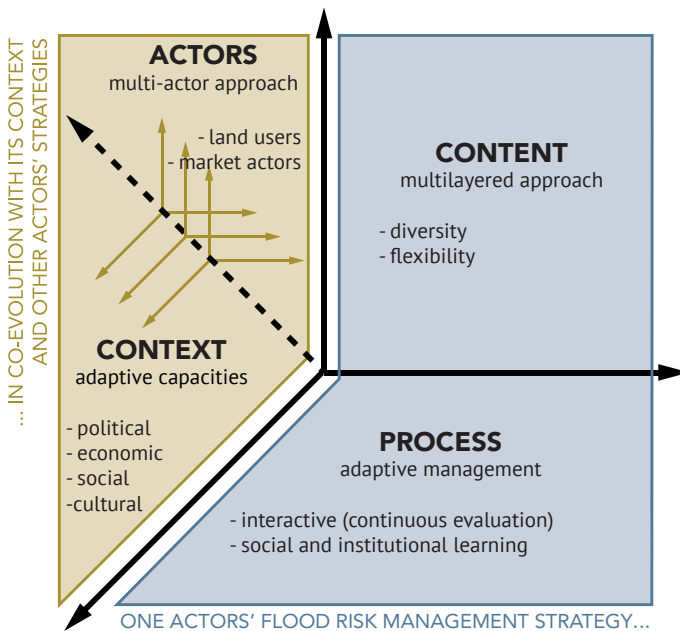 ... IN CO-EVOLUTION WITH ITS CONTEXT
AND OTHER ACTORS' STRATEGIES
ACTORS
multi-actor approach
- land users
- market actors
CONTENT
multilayered approach
- diversity
- flexibility
CONTEXT
adaptive capacities
- political
- economic
- social
-cultural
PROCESS
adaptive management
- interactive (continuous evaluation)
- social and institutional learning
ONE ACTORS' FLOOD RISK MANAGEMENT STRATEGY...